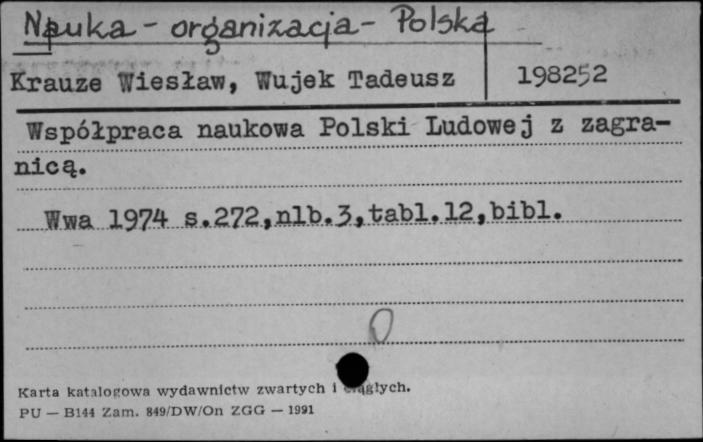 Nauka - organizacja - Polska
Krauze Wiesław, Wujek Tadeusz 198252
Współpraca naukowa Polski Ludowej z zagra-
nicą.
Wwa 1974 s.272,nlb.3,tabl.12,bibl.
0
Karta katalogowa wydawnictw zwartych i ciągłych.
PU — B144 Zam. 849/DW/On ZGG — 1991